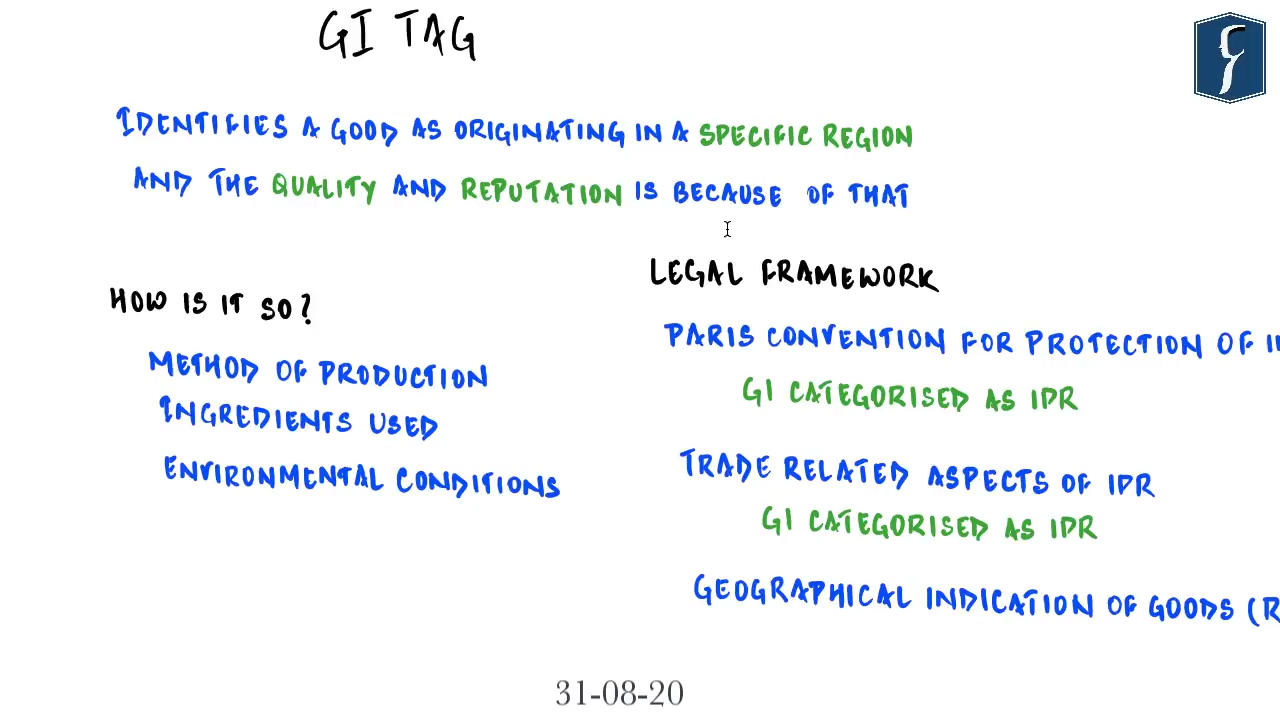 GI TAG
IDENTIFIES A GOOD AS ORIGINATING IN A SPECIFIC REGION
AND THE QUALITY AND REPUTATION IS BECAUSE OF THAT
HOW IS IT SO?
METHOD OF PRODUCTION
INGREDIENTS USED
ENVIRONMENTAL CONDITIONS
LEGAL FRAMEWORK
PARIS CONVENTION FOR PROTECTION OF
GI CATEGORISED AS IPR
TRADE RELATED ASPECTS OF IPR
GI CATEGORISED AS IPR
GEOGRAPHICAL INDICATION OF GOODS (R
31-08-20